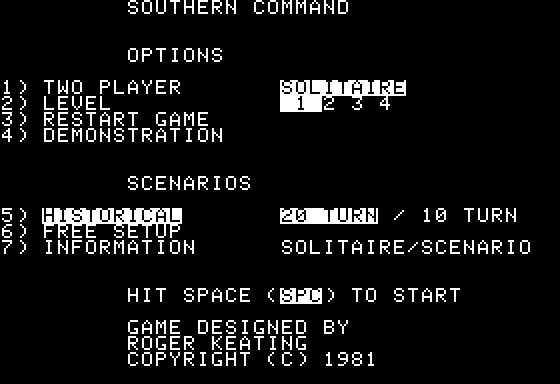 SOUTHERN COMMAND
OPTIONS
1) TWO PLAYER SOLITAIRE
2) LEVEL 1 2 3 4
3) RESTART GAME
4) DEMONSTRATION
SCENARIOS
5) HISTORICAL 20 TURN / 10 TURN
6) FREE SETUP
7) INFORMATION SOLITAIRE/SCENARIO
HIT SPACE (SPC) TO START
GAME DESIGNED BY
ROGER KEATING
COPYRIGHT (C) 1981